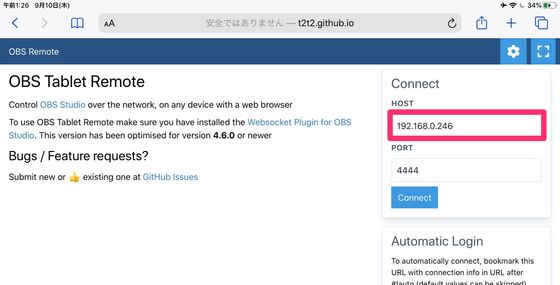 午前1:26 9月10日(木)
34%
AA
安全ではありません — t2t2.github.io
OBS Remote
OBS Tablet Remote
Control OBS Studio over the network, on any device with a web browser
To use OBS Tablet Remote make sure you have installed the Websocket Plugin for OBS
Studio. This version has been optimised for version 4.6.0 or newer
Bugs / Feature requests?
Submit new or 👍 existing one at GitHub Issues
Connect
HOST
192.168.0.246
PORT
4444
Connect
Automatic Login
To automatically connect, bookmark this
URL with connection info in URL after
#!auto (default values can be skipped)